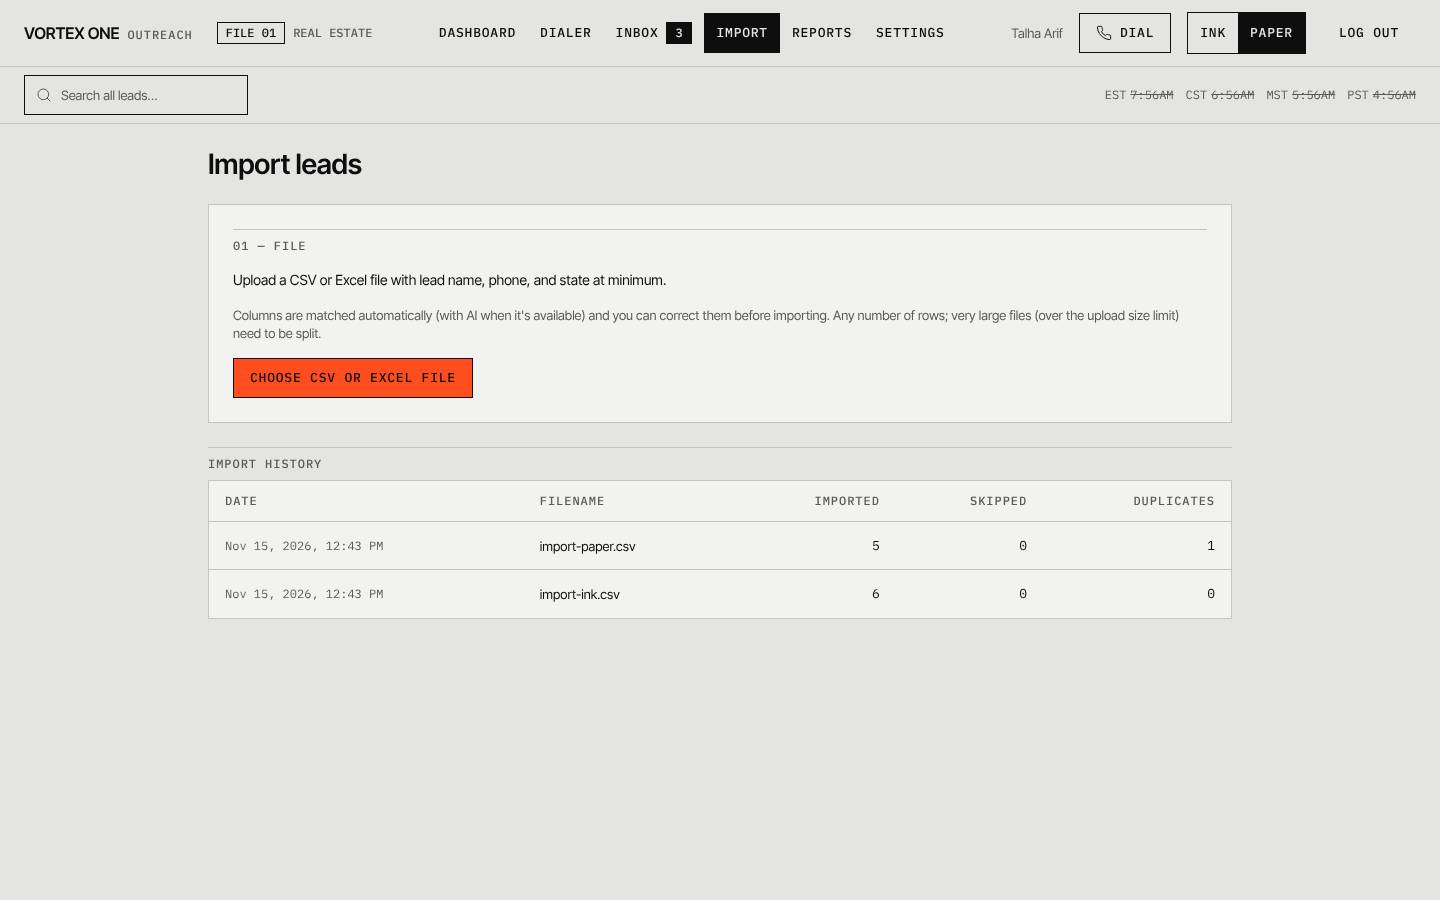 VORTEX ONE OUTREACH FILE 01 REAL ESTATE DASHBOARD DIALER INBOX 3 IMPORT REPORTS SETTINGS Talha Arif DIAL INK PAPER LOG OUT
Search all leads... EST 7:56AM CST 6:56AM MST 5:56AM PST 4:56AM
Import leads
01 — FILE
Upload a CSV or Excel file with lead name, phone, and state at minimum.
Columns are matched automatically (with AI when it's available) and you can correct them before importing. Any number of rows; very large files (over the upload size limit)
need to be split.
CHOOSE CSV OR EXCEL FILE
IMPORT HISTORY
DATE FILENAME IMPORTED SKIPPED DUPLICATES
Nov 15, 2026, 12:43 PM import-paper.csv 5 0 1
Nov 15, 2026, 12:43 PM import-ink.csv 6 0 0